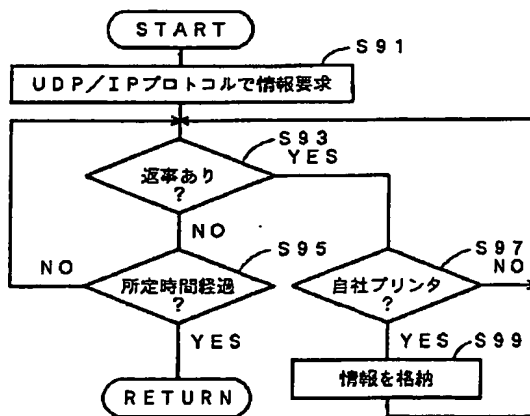 START
S91
UDP/IPプロトコルで情報要求
S93
YES
返事あり
?
NO
S95
S97
NO
所定時間経過
?
自社プリンタ
?
NO
YES
YES
S99
RETURN
情報を格納